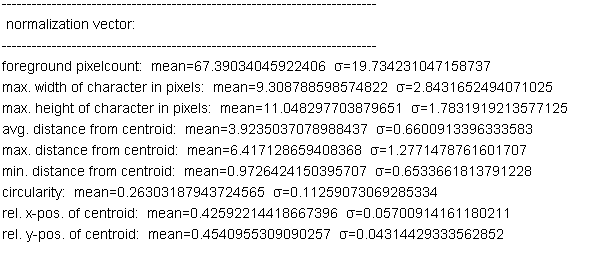 ------------------------------------------------------------------------------
normalization vector:
------------------------------------------------------------------------------
foreground pixelcount: mean=67.39034045922406 σ=19.734231047158737
max. width of character in pixels: mean=9.308788598574822 σ=2.8431652494071025
max. height of character in pixels: mean=11.048297703879651 σ=1.7831919213577125
avg. distance from centroid: mean=3.9235037078988437 σ=0.6600913396333583
max. distance from centroid: mean=6.417128659408368 σ=1.2771478761601707
min. distance from centroid: mean=0.9726424150395707 σ=0.6533661813791228
circularity: mean=0.26303187943724565 σ=0.11259073069285334
rel. x-pos. of centroid: mean=0.42592214418667396 σ=0.05700914161180211
rel. y-pos. of centroid: mean=0.4540955309090257 σ=0.04314429333562852